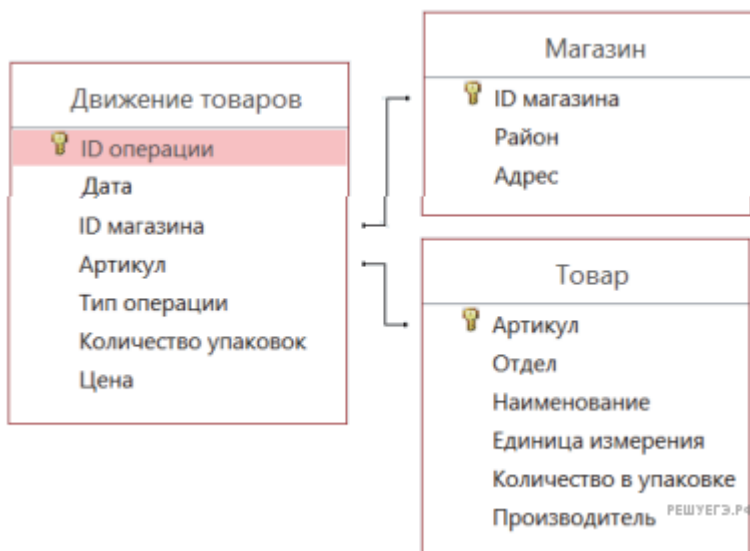 Движение товаров
ID операции
Дата
ID магазина
Артикул
Тип операции
Количество упаковок
Цена
Магазин
ID магазина
Район
Адрес
Товар
Артикул
Отдел
Наименование
Единица измерения
Количество в упаковке
Производитель
РЕШУЕГЭ.РФ